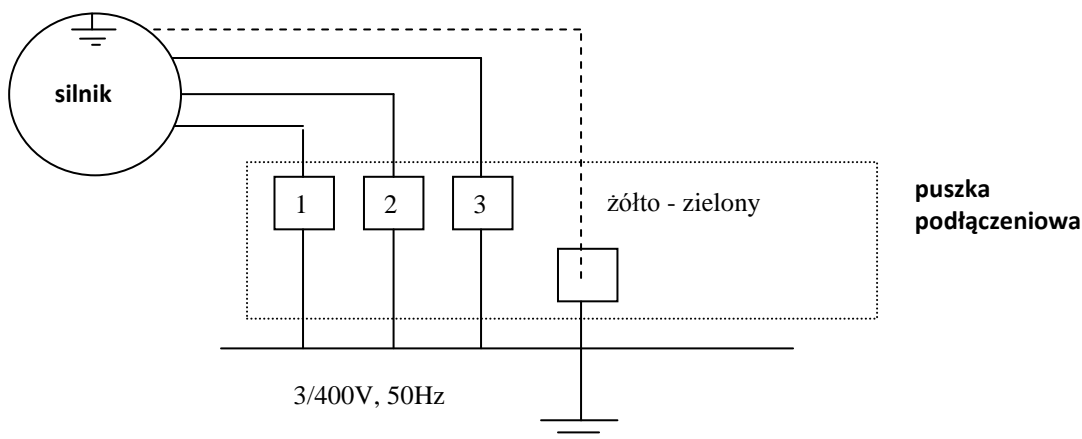 silnik
1 2 3
żółto - zielony
puszka
podłączeniowa
3/400V, 50Hz